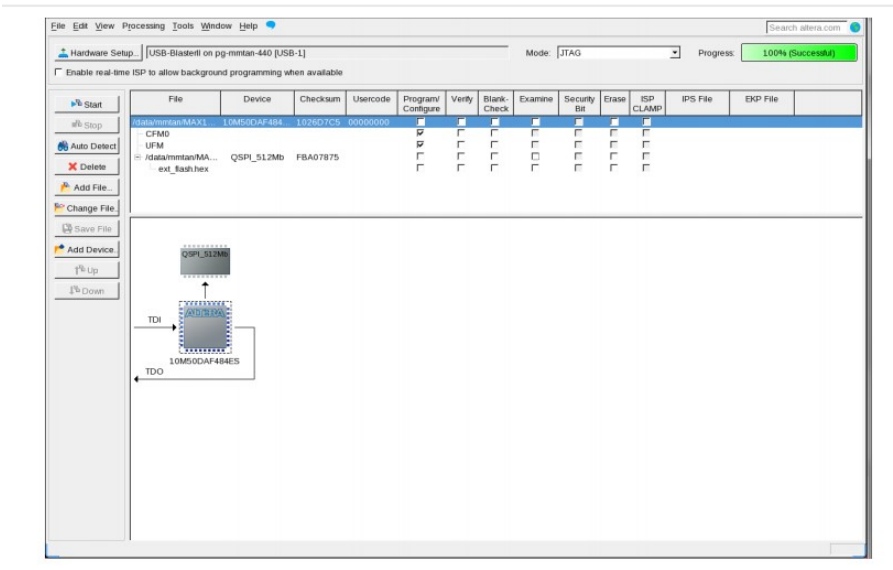 File Edit View Processing Tools Window Help Search altera.com
Hardware Setup... USB-BlasterII on pg-mmtan-440 [USB-1] Mode: JTAG Progress: 100% (Successful)
Enable real-time ISP to allow background programming when available
Start
Stop
Auto Detect
Delete
Add File...
Change File.
Save File
Add Device.
Up
Down
File Device Checksum Usercode Program/ Configure Verify Blank- Check Examine Security Bit Erase ISP CLAMP IPS File EKP File
/data/mmtan/MAX1... 10M50DAF484... 1026D7C5 00000000
CFM0
UFM
/data/mmtan/MA... QSPI_512Mb FBA07875
ext_flash.hex
QSPI_512Mb
TDI
ALTERA
10M50DAF484ES
TDO